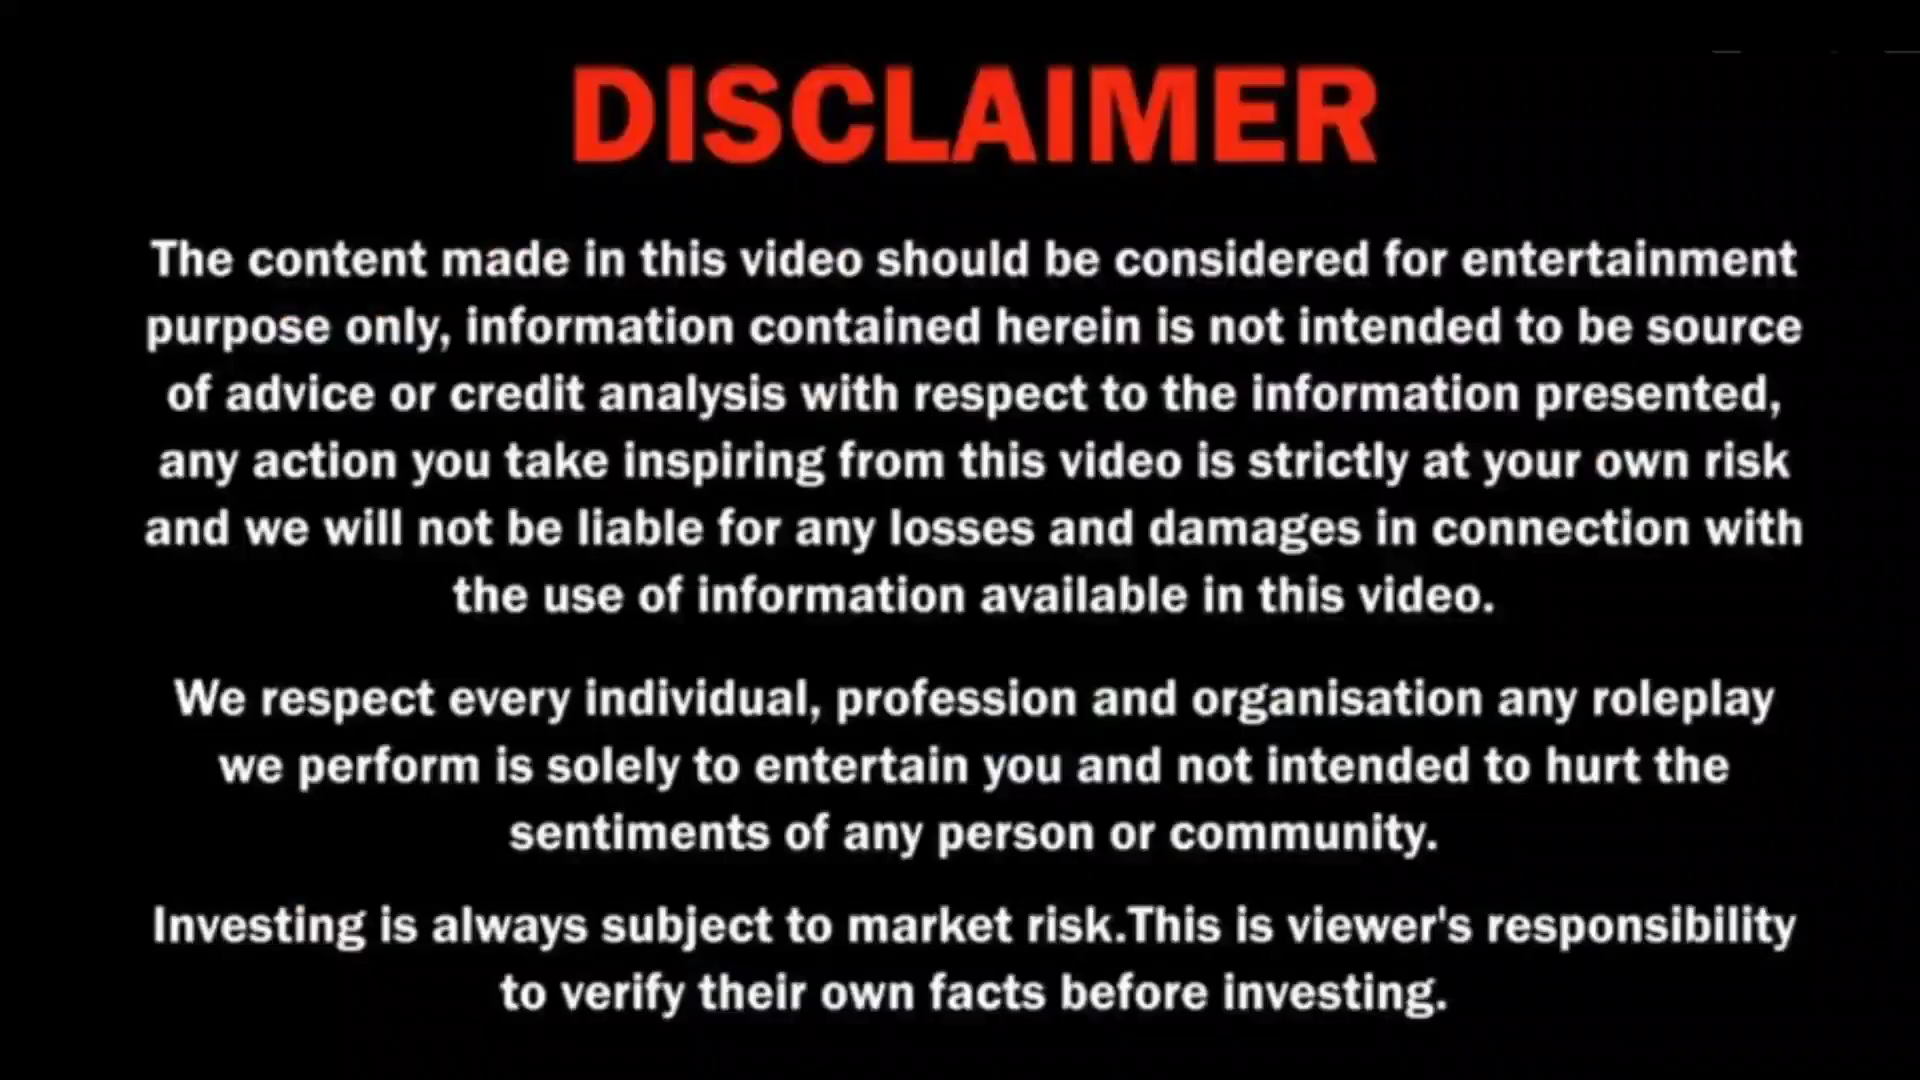 DISCLAIMER
The content made in this video should be considered for entertainment
purpose only, information contained herein is not intended to be source
of advice or credit analysis with respect to the information presented,
any action you take inspiring from this video is strictly at your own risk
and we will not be liable for any losses and damages in connection with
the use of information available in this video.
We respect every individual, profession and organisation any roleplay
we perform is solely to entertain you and not intended to hurt the
sentiments of any person or community.
Investing is always subject to market risk.This is viewer's responsibility
to verify their own facts before investing.